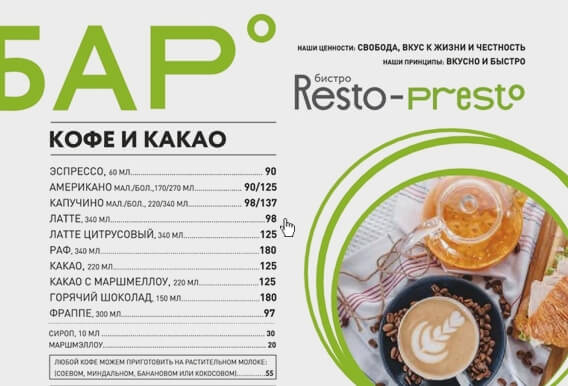 БАР°
НАШИ ЦЕННОСТИ: СВОБОДА, ВКУС К ЖИЗНИ И ЧЕСТНОСТЬ
НАШИ ПРИНЦИПЫ: ВКУСНО И БЫСТРО
бистро
Resto-presto
КОФЕ И КАКАО
ЭСПРЕССО, 60 МЛ 90
АМЕРИКАНО МАЛ./БОЛ.,170/270 МЛ 90/125
КАПУЧИНО МАЛ./БОЛ., 220/340 МЛ. 98/137
ЛАТТЕ, 340 МЛ. 98
ЛАТТЕ ЦИТРУСОВЫЙ, 340 МЛ. 125
РАФ, 340 МЛ. 180
КАКАО, 220 МЛ. 125
КАКАО С МАРШМЕЛЛОУ, 220 МЛ. 125
ГОРЯЧИЙ ШОКОЛАД, 150 МЛ. 180
ФРАППЕ, 300 МЛ. 97
СИРОП, 10 МЛ 30
МАРШМЭЛЛОУ 20
ЛЮБОЙ КОФЕ МОЖЕМ ПРИГОТОВИТЬ НА РАСТИТЕЛЬНОМ МОЛОКЕ:
(СОЕВОМ, МИНДАЛЬНОМ, БАНАНОВОМ ИЛИ КОКОСОВОМ) 55